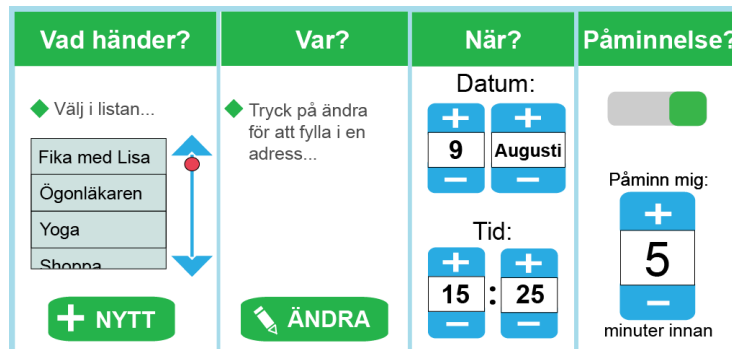 Vad händer?
Välj i listan...
Fika med Lisa
Ögonläkaren
Yoga
Shoppa
+ NYTT
Var?
Tryck på ändra
för att fylla i en
adress...
ÄNDRA
När?
Datum:
+ +
9 Augusti
– –
Tid:
+ +
15 : 25
– –
Påminnelse?
Påminn mig:
+
5
–
minuter innan